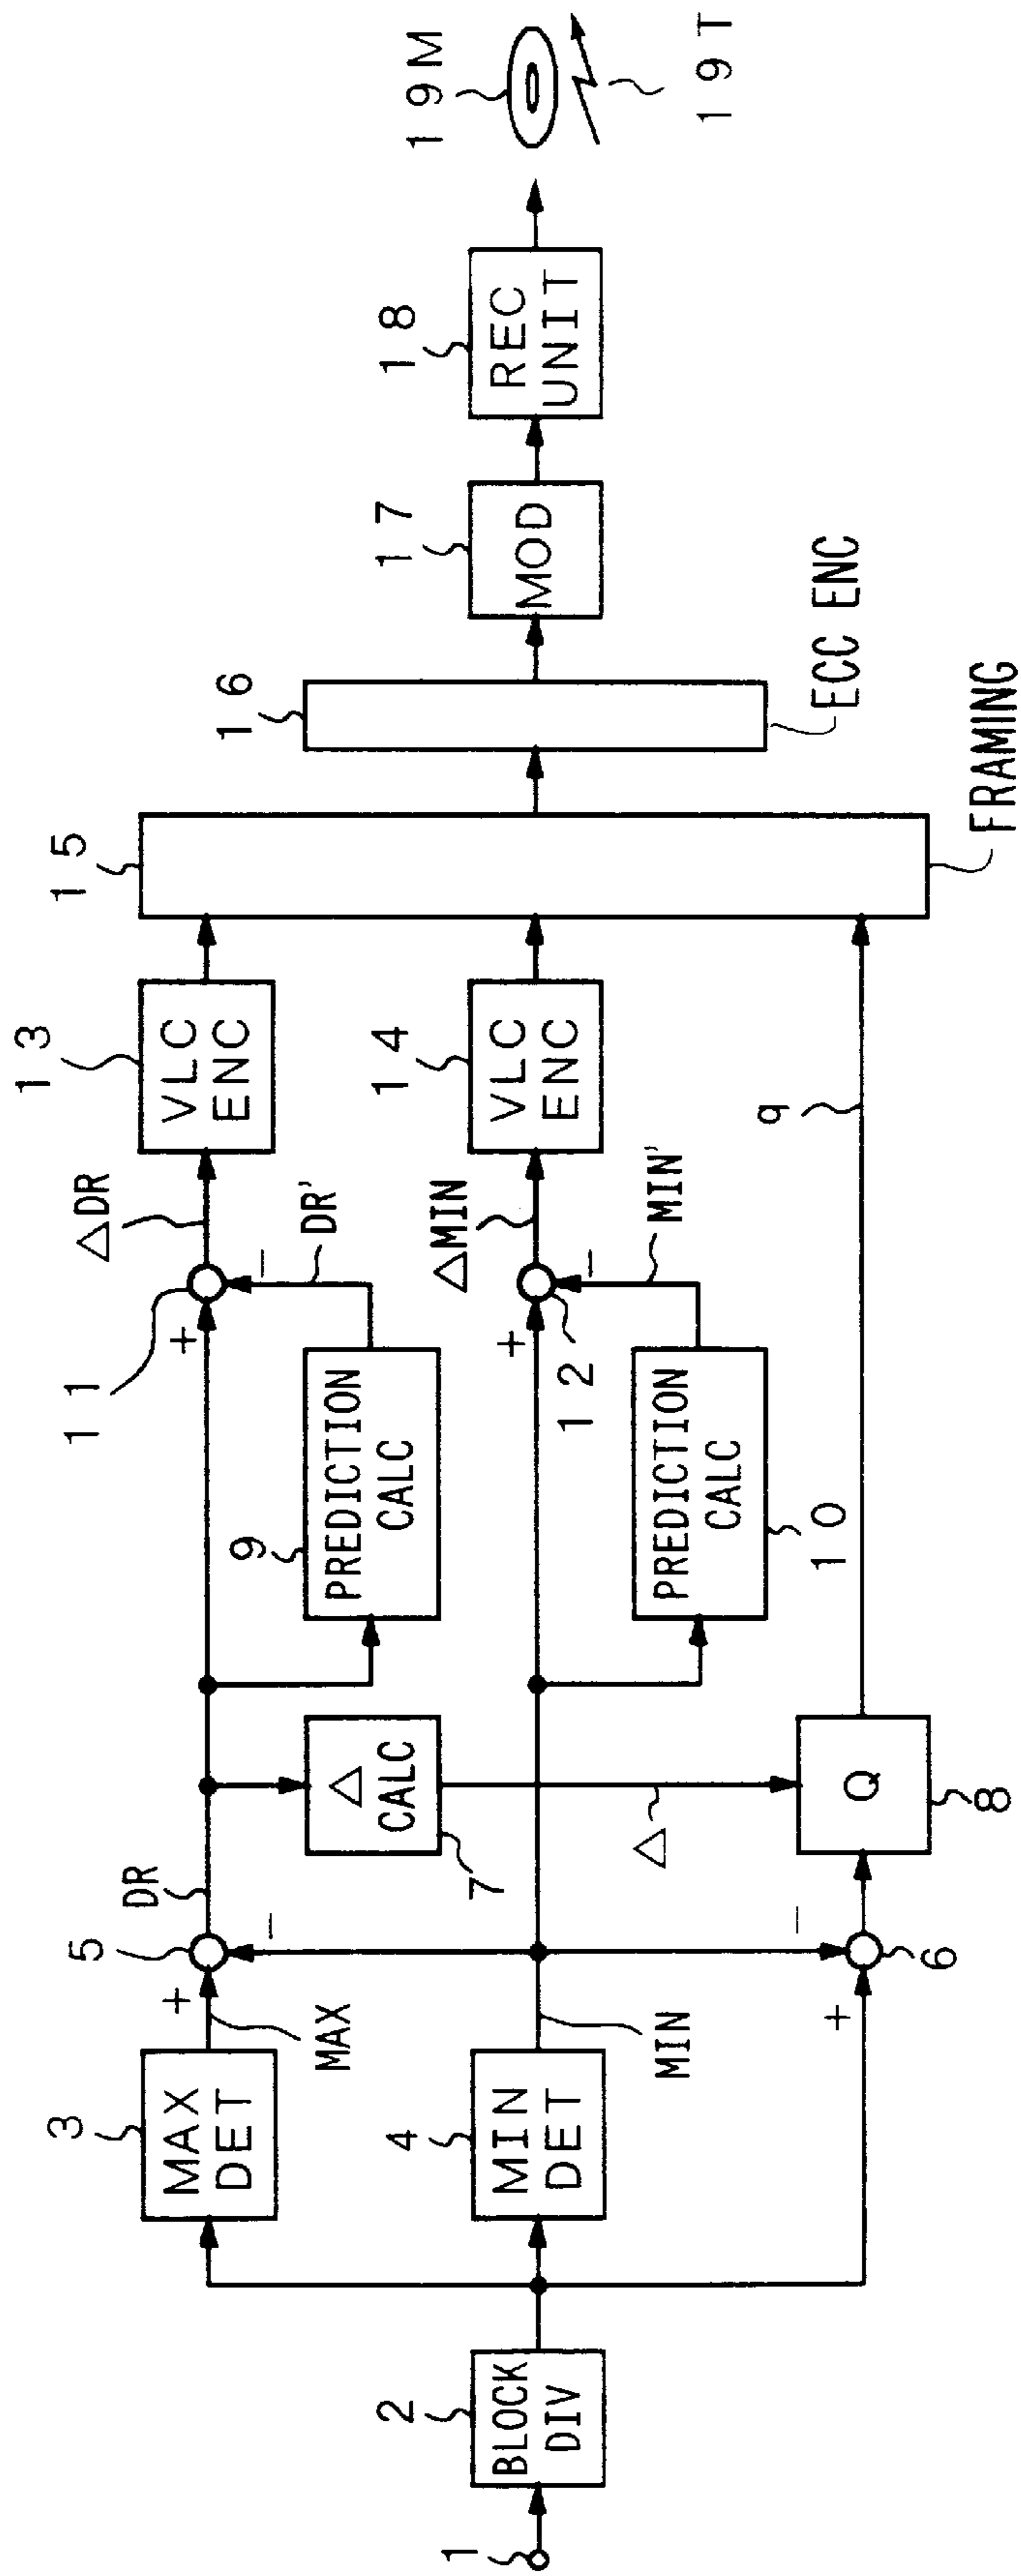 1
2
BLOCK
DIV
3
MAX
DET
4
MIN
DET
MAX
MIN
+
−
5
DR
+
−
6
7
△
CALC
△
Q
8
9
PREDICTION
CALC
PREDICTION
CALC
10
11
+
−
△DR
DR'
12
+
−
△MIN
MIN'
q
13
VLC
ENC
14
VLC
ENC
15
FRAMING
16
ECC ENC
17
MOD
18
REC
UNIT
19M
19T